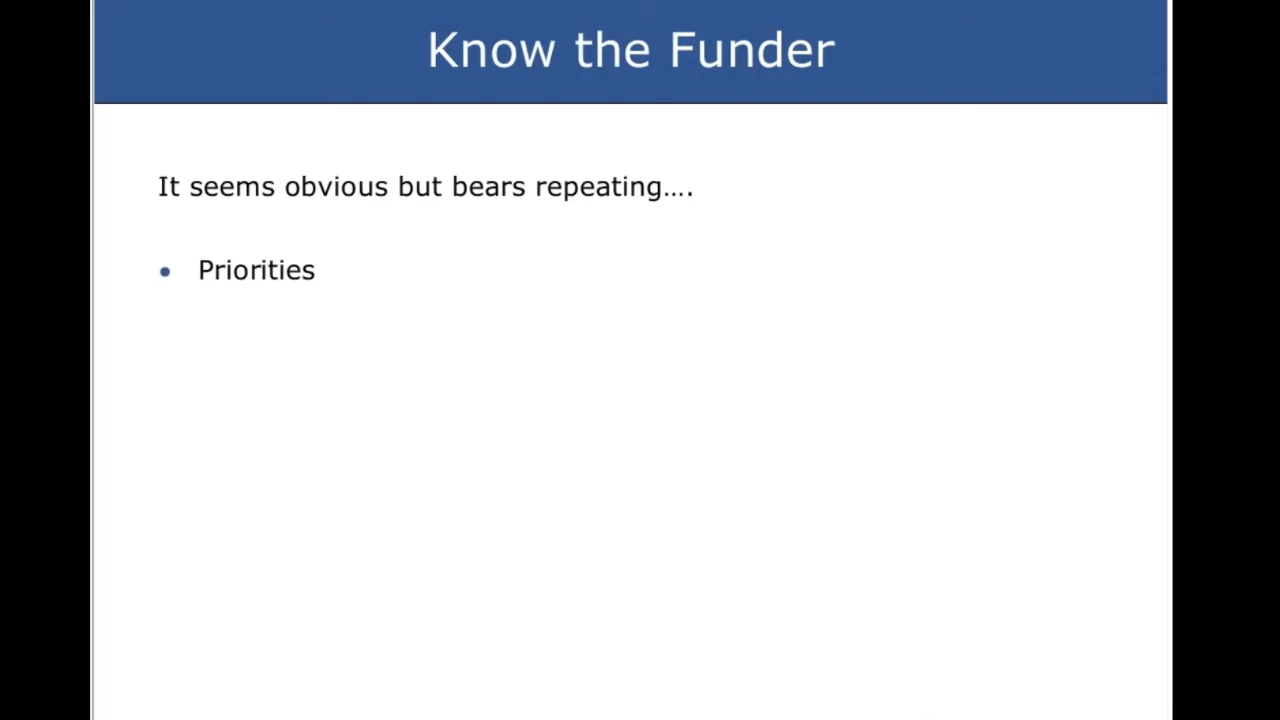 Know the Funder
It seems obvious but bears repeating….
• Priorities